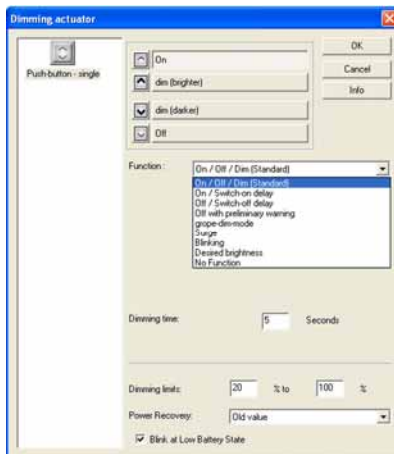 Dimming actuator
Push-button - single
On
dim (brighter)
dim (darker)
Off
OK
Cancel
Info
Function :
On / Off / Dim (Standard)
On / Off / Dim (Standard)
On / Switch-on delay
Off / Switch-off delay
Off with preliminary warning
grope-dim-mode
Surge
Blinking
Desired brightness
No Function
Dimming time: 5 Seconds
Dimming limits: 20 % to 100 %
Power Recovery: Old value
Blink at Low Battery State